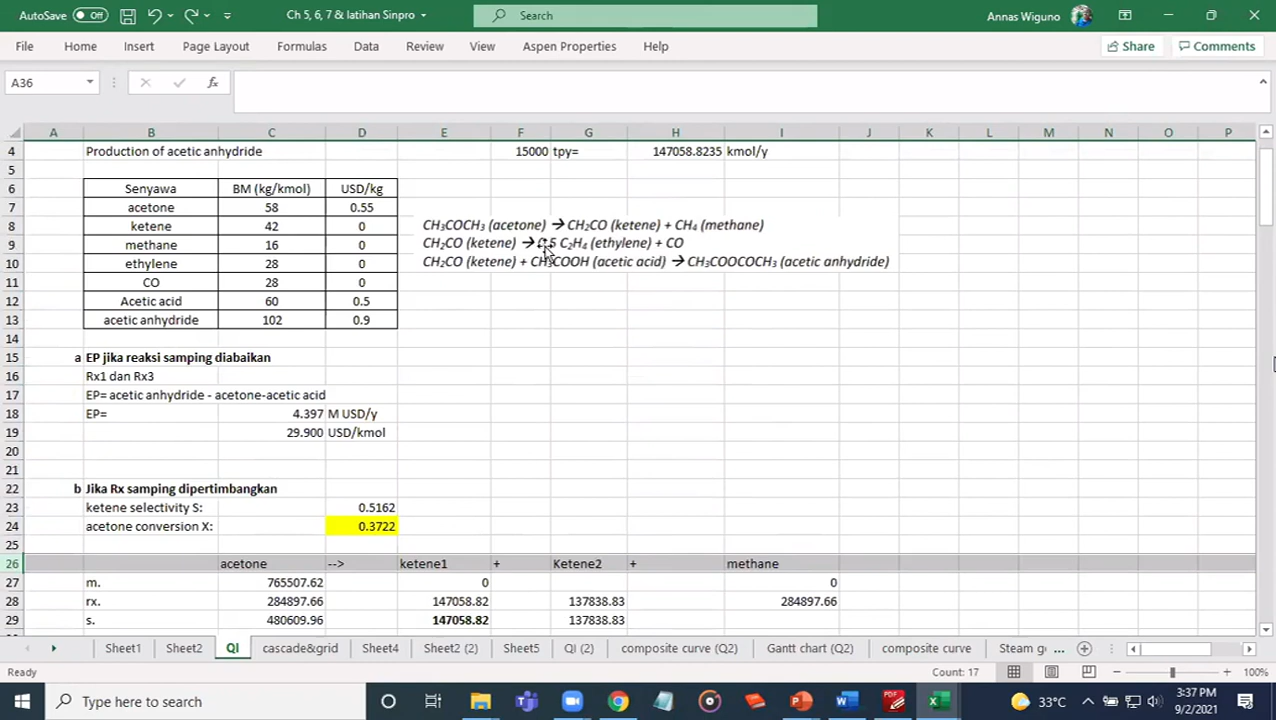 AutoSave Off Ch 5, 6, 7 & latihan Sinpro Search Annas Wiguno
File Home Insert Page Layout Formulas Data Review View Aspen Properties Help Share Comments
A36 fx
A B C D E F G H I J K L M N O P
4 Production of acetic anhydride 15000 tpy= 147058.8235 kmol/y
5
6 Senyawa BM (kg/kmol) USD/kg
7 acetone 58 0.55
8 ketene 42 0 CH₃COCH₃ (acetone) → CH₂CO (ketene) + CH₄ (methane)
9 methane 16 0 CH₂CO (ketene) → 0.5 C₂H₄ (ethylene) + CO
10 ethylene 28 0 CH₂CO (ketene) + CH₃COOH (acetic acid) → CH₃COOCOCH₃ (acetic anhydride)
11 CO 28 0
12 Acetic acid 60 0.5
13 acetic anhydride 102 0.9
14
15 a EP jika reaksi samping diabaikan
16 Rx1 dan Rx3
17 EP= acetic anhydride - acetone-acetic acid
18 EP= 4.397 M USD/y
19 29.900 USD/kmol
20
21
22 b Jika Rx samping dipertimbangkan
23 ketene selectivity S: 0.5162
24 acetone conversion X: 0.3722
25
26 acetone --> ketene1 + Ketene2 + methane
27 m. 765507.62 0 0
28 rx. 284897.66 147058.82 137838.83 284897.66
29 s. 480609.96 147058.82 137838.83
Sheet1 Sheet2 QI cascade&grid Sheet4 Sheet2 (2) Sheet5 QI (2) composite curve (Q2) Gantt chart (Q2) composite curve Steam g ...
Ready Count: 17 100%
Type here to search 33°C 3:37 PM
9/2/2021